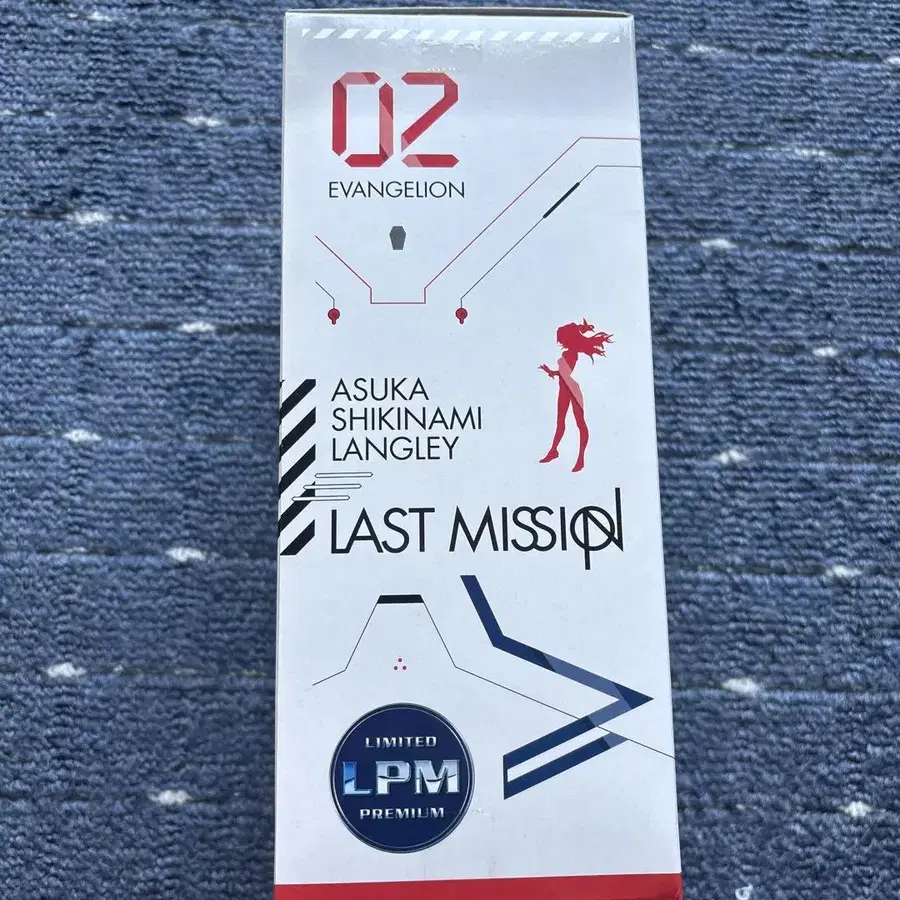 02
EVANGELION
ASUKA
SHIKINAMI
LANGLEY
LAST MISSION
LIMITED
LPM
PREMIUM